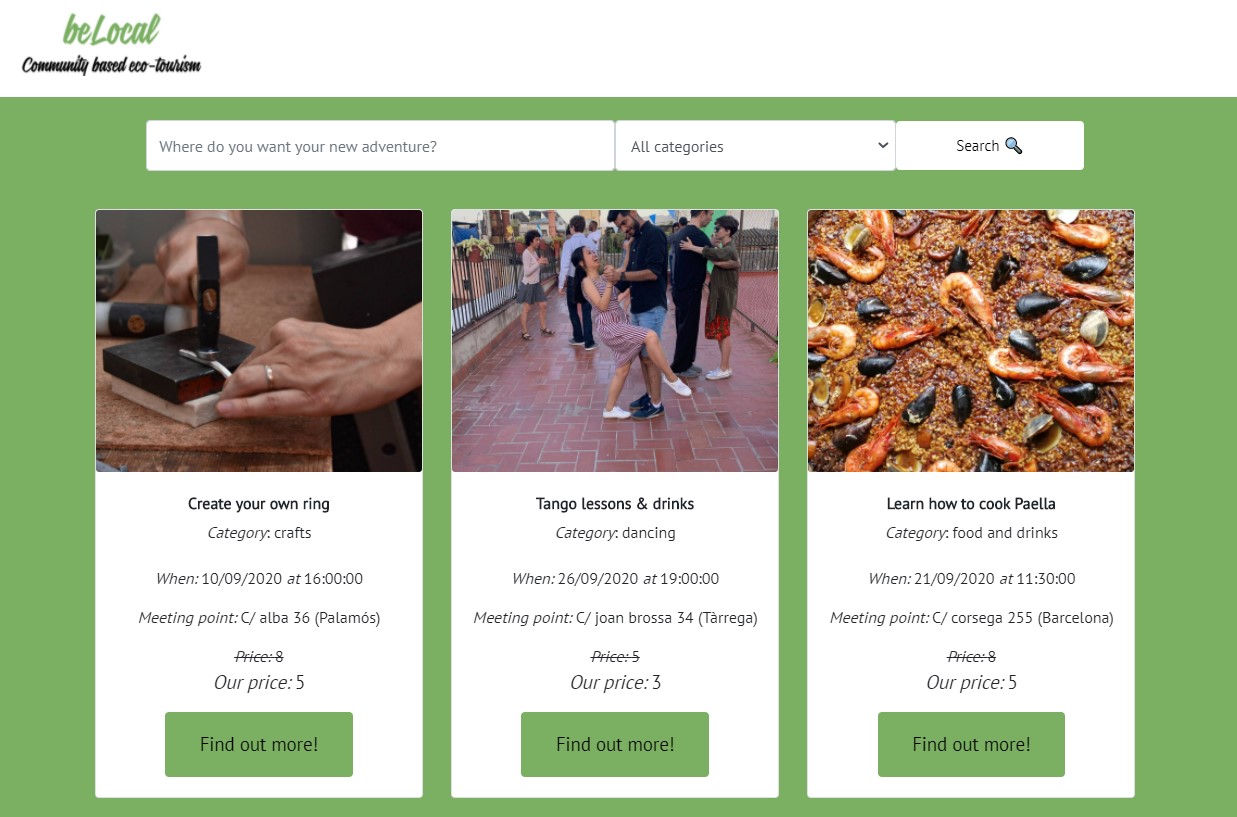 beLocal
Community based eco-tourism
Where do you want your new adventure?
All categories
Search
Create your own ring
Category: crafts
When: 10/09/2020 at 16:00:00
Meeting point: C/ alba 36 (Palamós)
Price: 8
Our price: 5
Find out more!
Tango lessons & drinks
Category: dancing
When: 26/09/2020 at 19:00:00
Meeting point: C/ joan brossa 34 (Tàrrega)
Price: 5
Our price: 3
Find out more!
Learn how to cook Paella
Category: food and drinks
When: 21/09/2020 at 11:30:00
Meeting point: C/ corsega 255 (Barcelona)
Price: 8
Our price: 5
Find out more!